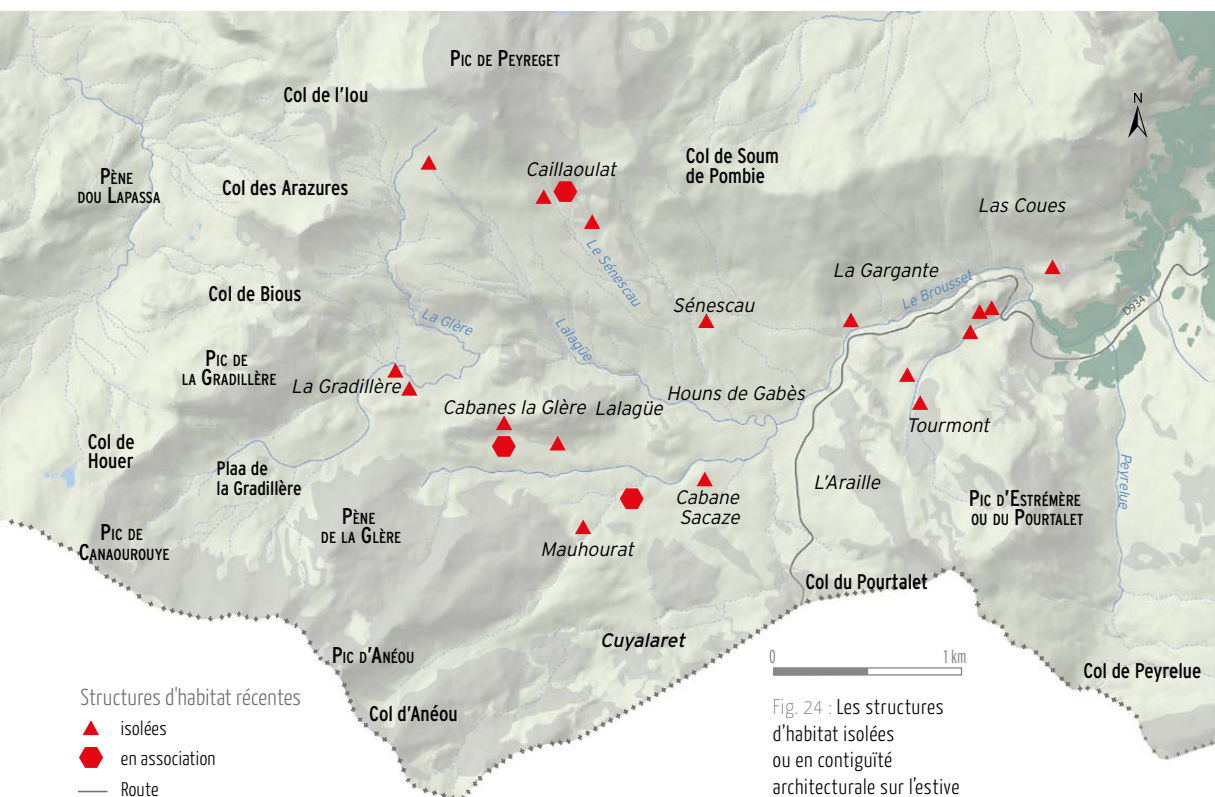 PIC DE PEYREGET
Col de l'Iou
N
Caillaoulat
Col de Soum
de Pombie
PÈNE
DOU LAPASSA
Col des Arazures
Las Coues
Le Sénescau
La Gargante
Le Brousset
Col de Bious
Sénescau
D934
La Glère
Lalagüe
PIC DE
LA GRADILLÈRE
La Gradillère
Houns de Gabès
Cabanes la Glère
Lalagüe
Tourmont
Col de
Houer
Plaa de
la Gradillère
L'Araille
Peyrelue
Cabane
Sacaze
PIC D'ESTRÉMÈRE
OU DU POURTALET
PÈNE
DE LA GLÈRE
PIC DE
CANAOUROUYE
Mauhourat
Col du Pourtalet
Cuyalaret
PIC D'ANÉOU
0 1 km
Col de Peyrelue
Structures d'habitat récentes
isolées
en association
Route
Col d'Anéou
Fig. 24 : Les structures
d'habitat isolées
ou en contiguïté
architecturale sur l'estive